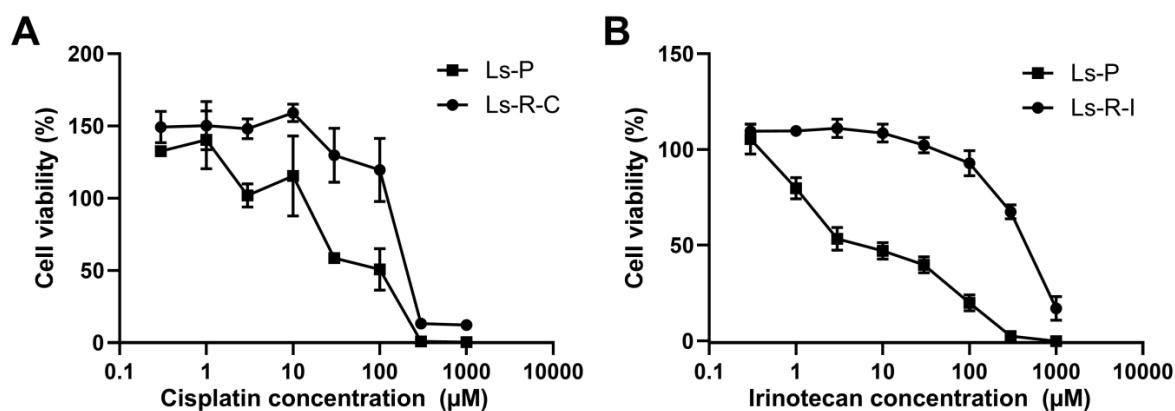 A
200
150
100
50
0
Cell viability (%)
0.1 1 10 100 1000 10000
Cisplatin concentration (µM)
Ls-P
Ls-R-C
B
150
100
50
0
Cell viability (%)
0.1 1 10 100 1000 10000
Irinotecan concentration (µM)
Ls-P
Ls-R-I